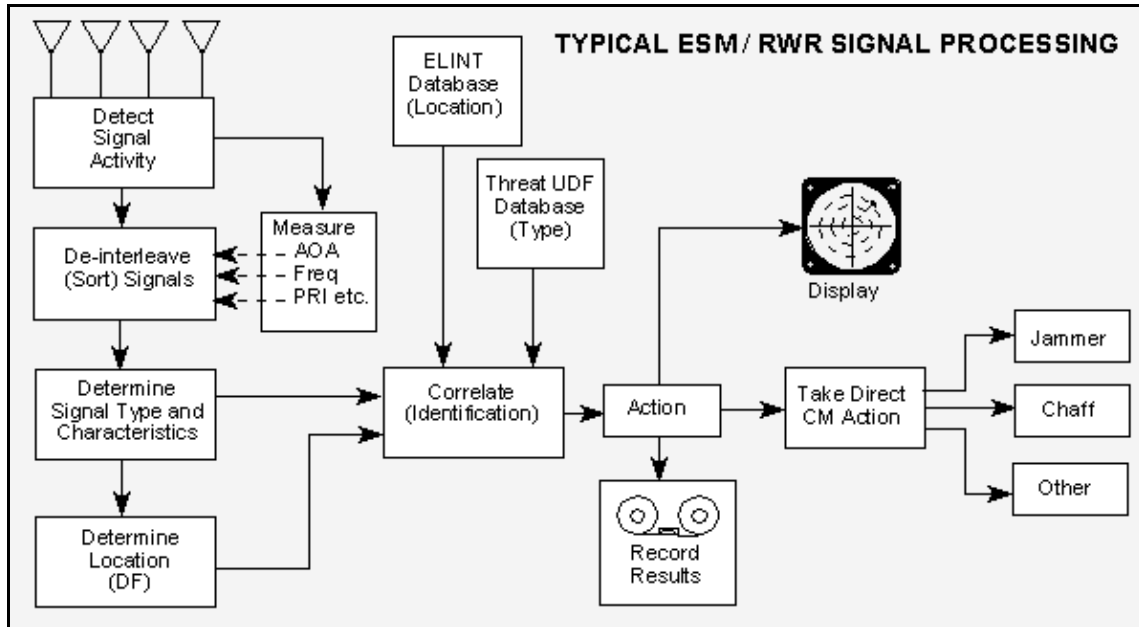 TYPICAL ESM/ RWR SIGNAL PROCESSING
Detect
Signal
Activity
ELINT
Database
(Location)
Threat UDF
Database
(Type)
Measure
AOA
Freq
PRI etc.
De-interleave
(Sort) Signals
Display
Determine
Signal Type and
Characteristics
Correlate
(Identification)
Action
Take Direct
CM Action
Jammer
Chaff
Other
Determine
Location
(DF)
Record
Results